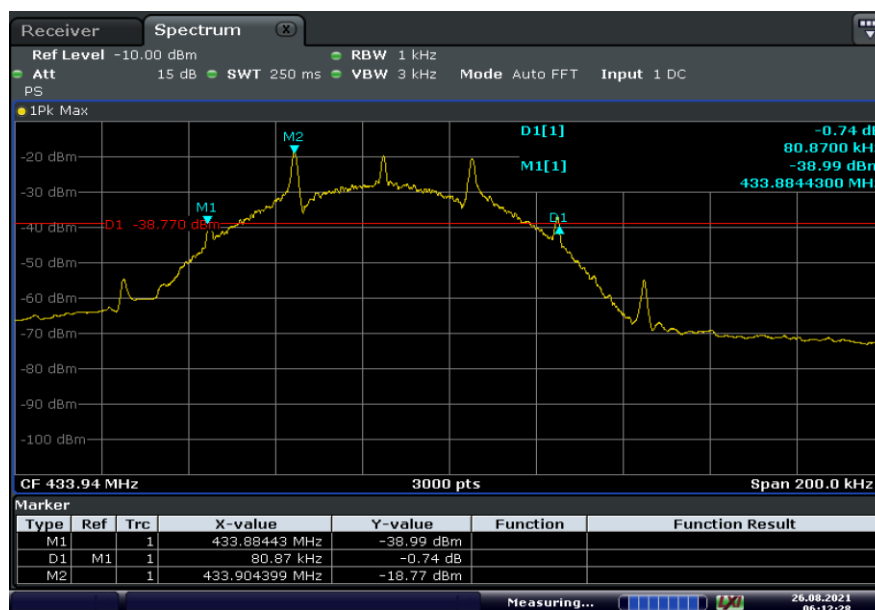 Receiver Spectrum X
Ref Level -10.00 dBm RBW 1 kHz
Att 15 dB SWT 250 ms VBW 3 kHz Mode Auto FFT Input 1 DC
PS
1Pk Max
D1[1] -0.74 dB
80.8700 kHz
M1[1] -38.99 dBm
433.8844300 MHz
M2
-20 dBm
-30 dBm
M1
-40 dBm
D1 -38.770 dBm
D1
-50 dBm
-60 dBm
-70 dBm
-80 dBm
-90 dBm
-100 dBm
CF 433.94 MHz 3000 pts Span 200.0 kHz
Marker
Type Ref Trc X-value Y-value Function Function Result
M1 1 433.88443 MHz -38.99 dBm
D1 M1 1 80.87 kHz -0.74 dB
M2 1 433.904399 MHz -18.77 dBm
Measuring... LXI 26.08.2021
06:12:28